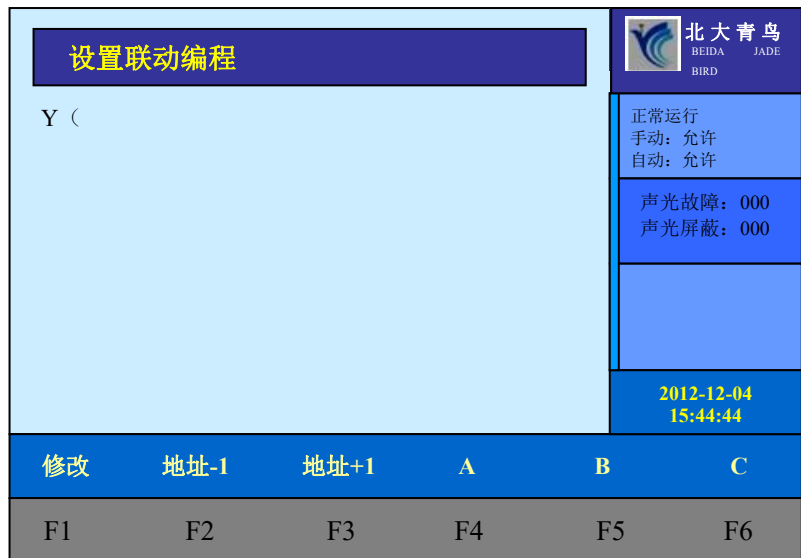 设置联动编程
Y（
北大青鸟
BEIDA JADE
BIRD
正常运行
手动：允许
自动：允许
声光故障：000
声光屏蔽：000
2012-12-04
15:44:44
修改 地址-1 地址+1 A B C
F1 F2 F3 F4 F5 F6